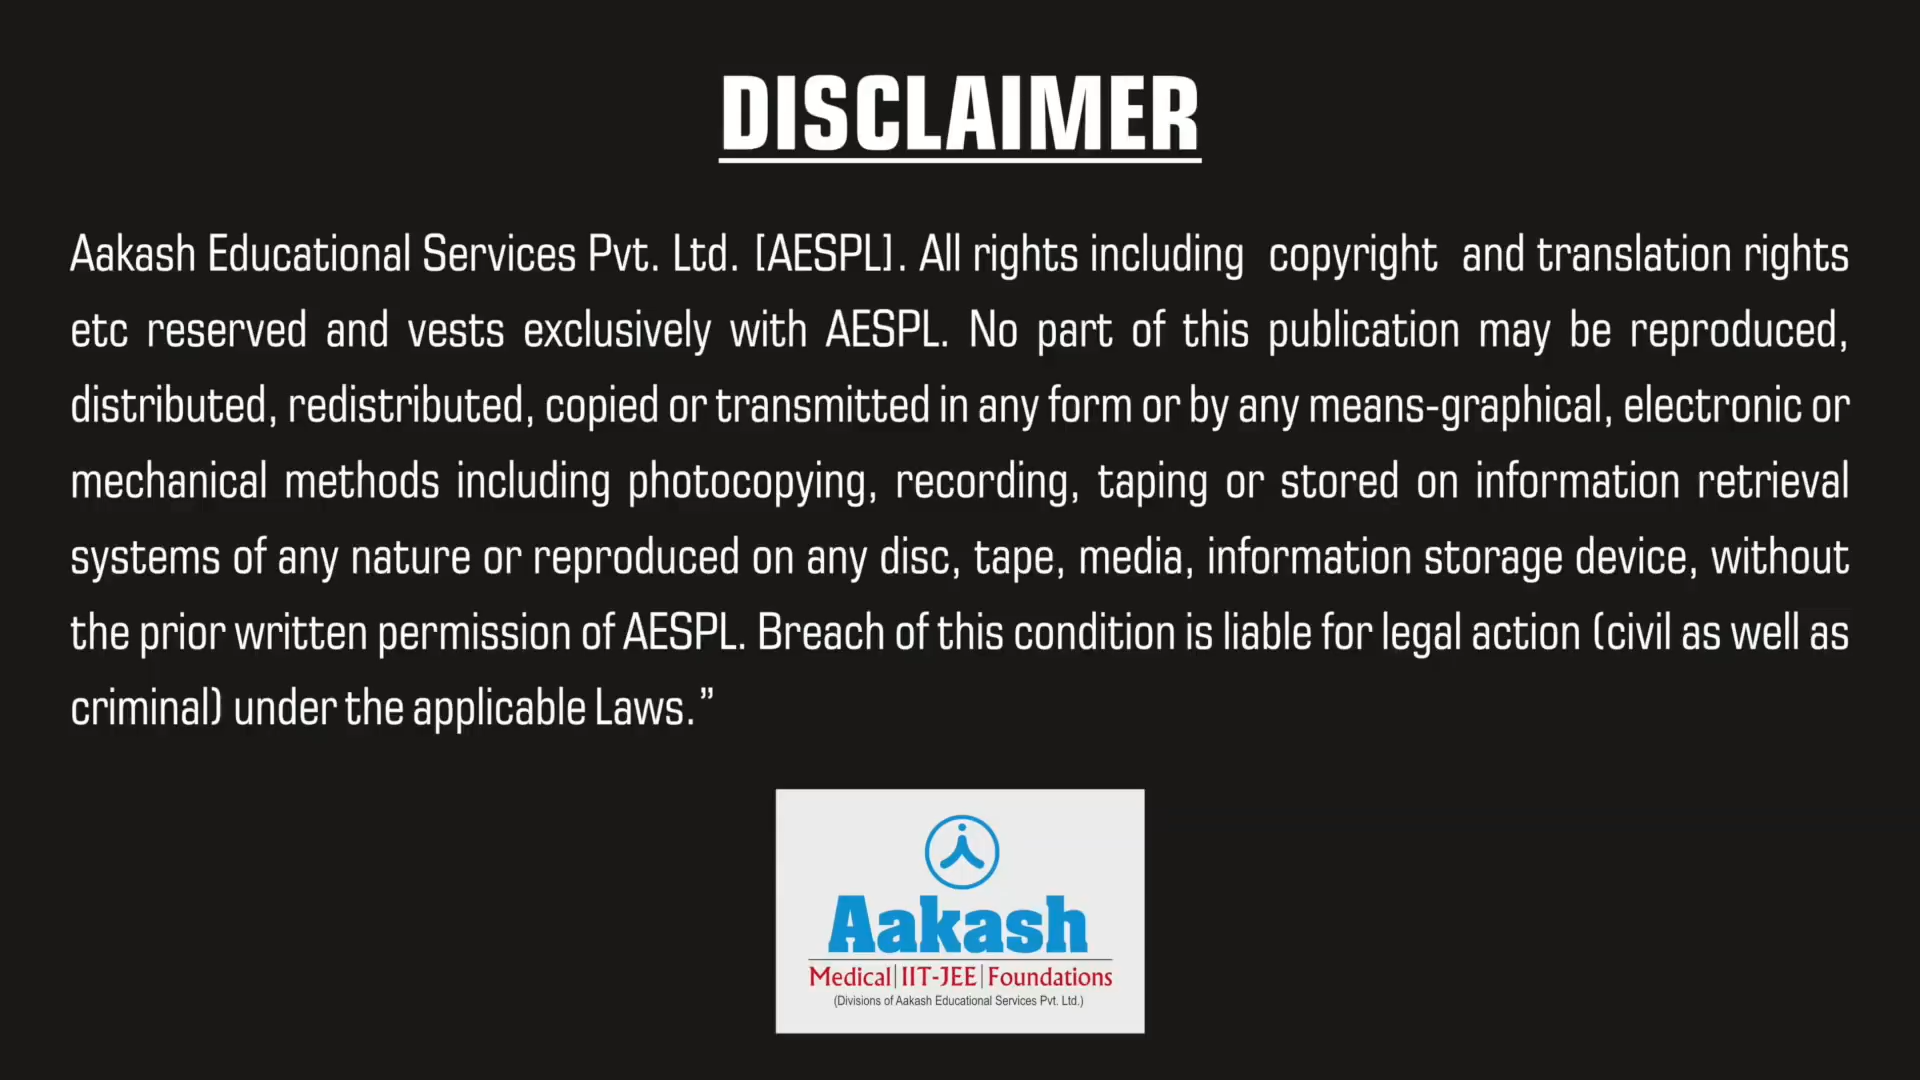 DISCLAIMER
Aakash Educational Services Pvt. Ltd. [AESPL]. All rights including copyright and translation rights
etc reserved and vests exclusively with AESPL. No part of this publication may be reproduced,
distributed, redistributed, copied or transmitted in any form or by any means-graphical, electronic or
mechanical methods including photocopying, recording, taping or stored on information retrieval
systems of any nature or reproduced on any disc, tape, media, information storage device, without
the prior written permission of AESPL. Breach of this condition is liable for legal action (civil as well as
criminal) under the applicable Laws.”
Aakash
Medical|IIT-JEE|Foundations
(Divisions of Aakash Educational Services Pvt. Ltd.)